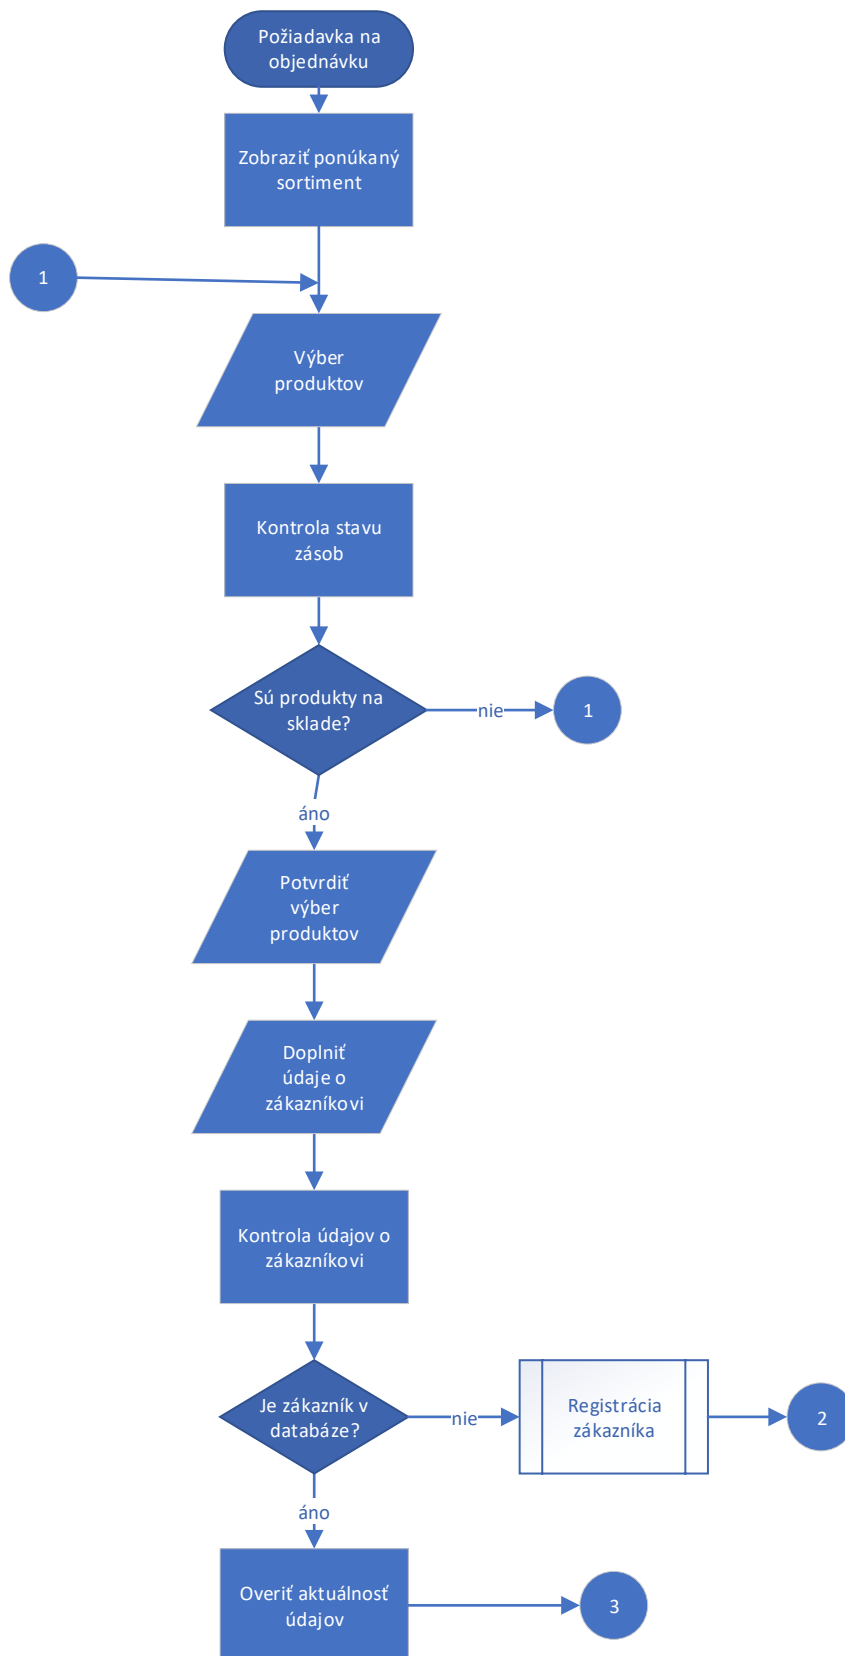 Požiadavka na
objednávku
Zobraziť ponúkaný
sortiment
1
Výber
produktov
Kontrola stavu
zásob
Sú produkty na
sklade?
nie
1
áno
Potvrdiť
výber
produktov
Doplniť
údaje o
zákazníkovi
Kontrola údajov o
zákazníkovi
Je zákazník v
databáze?
nie
Registrácia
zákazníka
2
áno
Overiť aktuálnosť
údajov
3